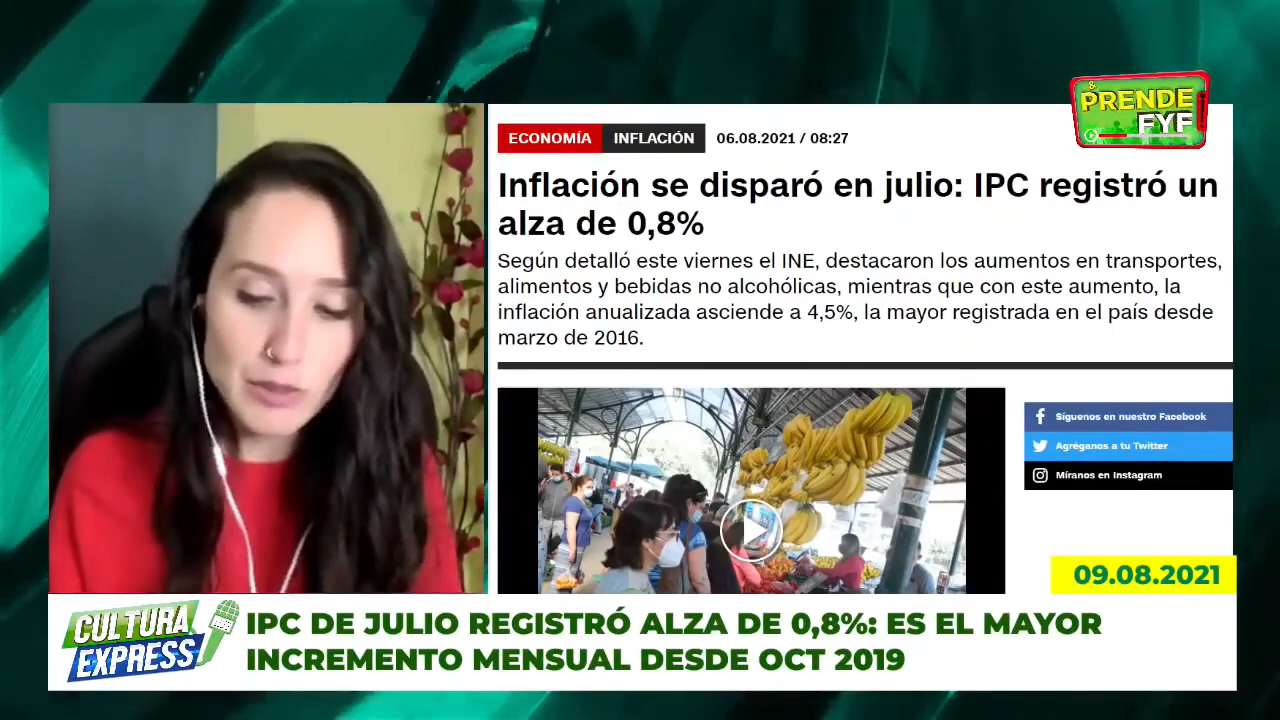 & PRENDE
FYF!
ECONOMÍA INFLACIÓN 06.08.2021 / 08:27
Inflación se disparó en julio: IPC registró un
alza de 0,8%
Según detalló este viernes el INE, destacaron los aumentos en transportes,
alimentos y bebidas no alcohólicas, mientras que con este aumento, la
inflación anualizada asciende a 4,5%, la mayor registrada en el país desde
marzo de 2016.
Síguenos en nuestro Facebook
Agréganos a tu Twitter
Míranos en Instagram
09.08.2021
CULTURA
EXPRESS
IPC DE JULIO REGISTRÓ ALZA DE 0,8%: ES EL MAYOR
INCREMENTO MENSUAL DESDE OCT 2019